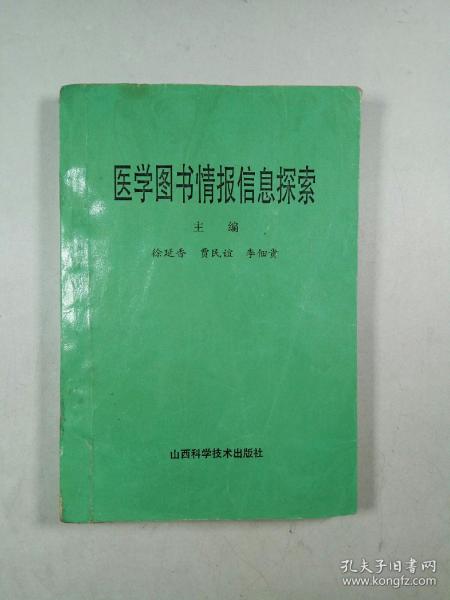 医学图书情报信息探索
主 编
徐延香 贾民谊 李佃贵
山西科学技术出版社
孔夫子旧书网
www.kongfz.com